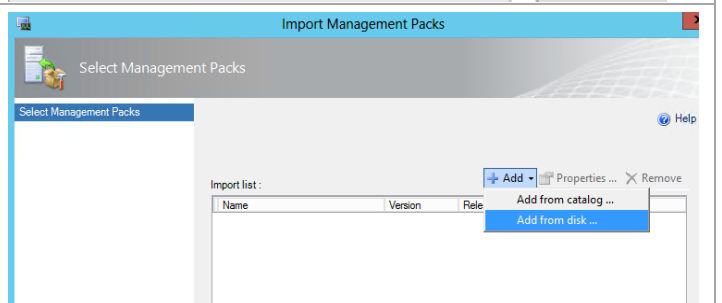 Import Management Packs
Select Management Packs
Select Management Packs
Help
Add Properties ... Remove
Import list :
Name Version Rele
Add from catalog ...
Add from disk ...